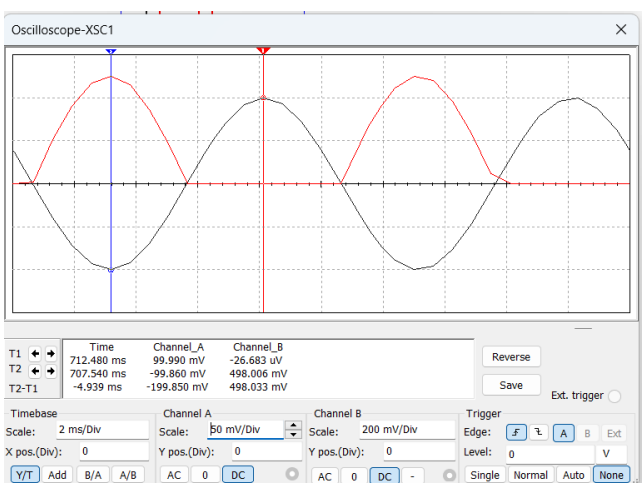 Oscilloscope-XSC1
Time Channel_A Channel_B
T1 712.480 ms 99.990 mV -26.683 uV
T2 707.540 ms -99.860 mV 498.006 mV
T2-T1 -4.939 ms -199.850 mV 498.033 mV
Reverse
Save
Ext. trigger
Timebase
Scale: 2 ms/Div
X pos.(Div): 0
Y/T Add B/A A/B
Channel A
Scale: 50 mV/Div
Y pos.(Div): 0
AC 0 DC
Channel B
Scale: 200 mV/Div
Y pos.(Div): 0
AC 0 DC -
Trigger
Edge: A B Ext
Level: 0 V
Single Normal Auto None